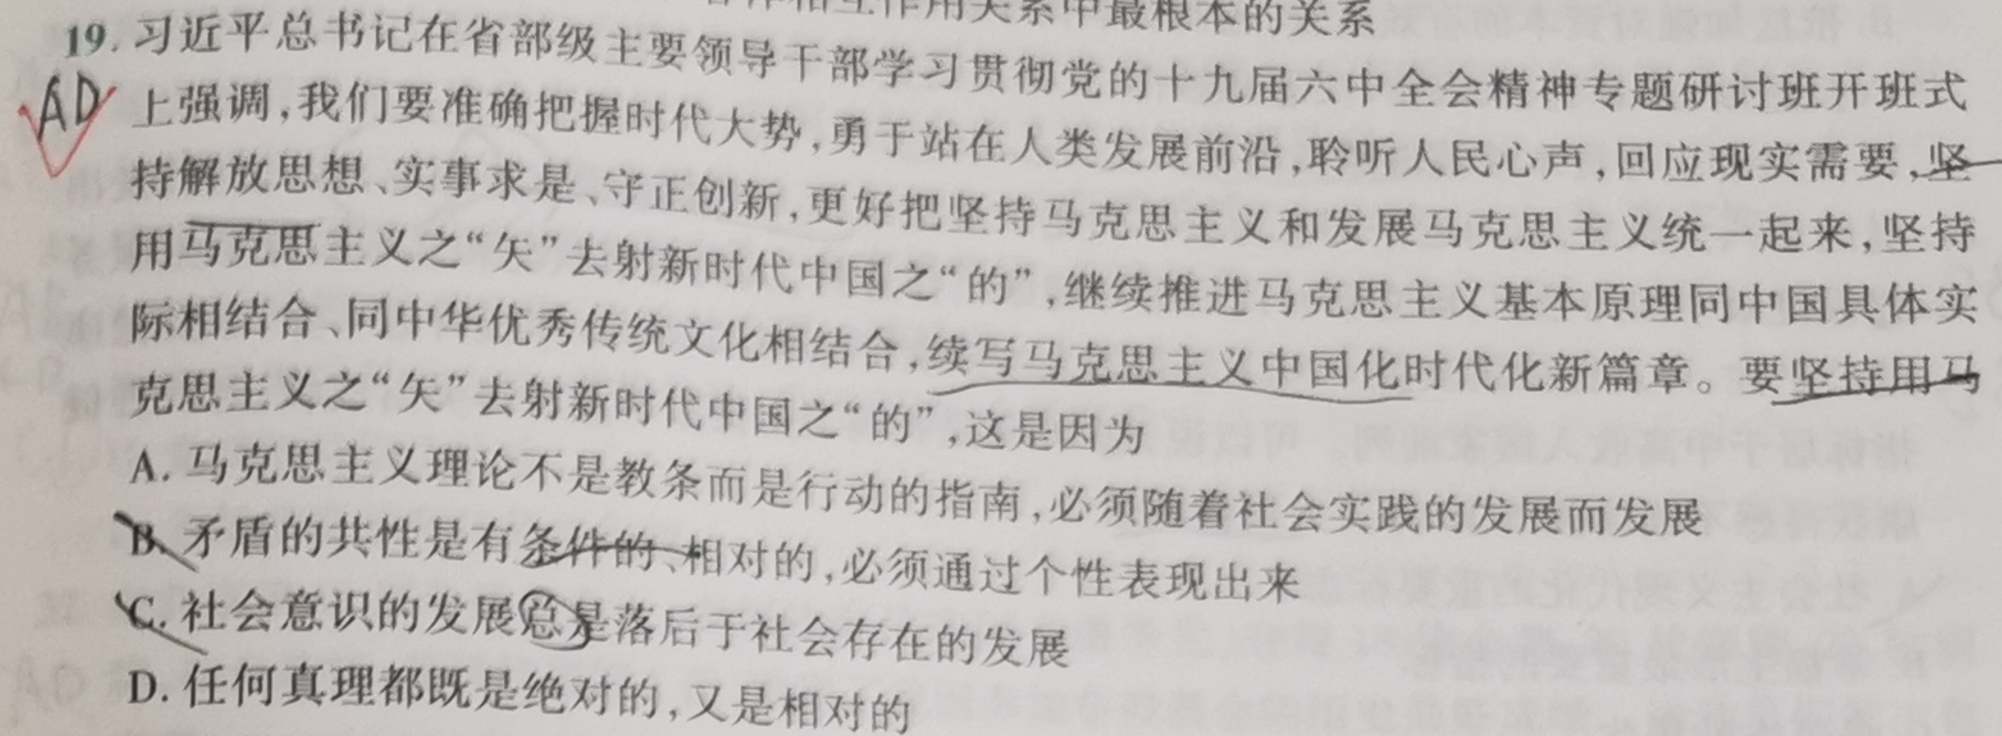 作用关系中最根本的关系
19. 习近平总书记在省部级主要领导干部学习贯彻党的十九届六中全会精神专题研讨班开班式
AD
上强调,我们要准确把握时代大势,勇于站在人类发展前沿,聆听人民心声,回应现实需要,坚
持解放思想、实事求是、守正创新,更好把坚持马克思主义和发展马克思主义统一起来,坚持
用马克思主义之“矢”去射新时代中国之“的”,继续推进马克思主义基本原理同中国具体实
际相结合、同中华优秀传统文化相结合,续写马克思主义中国化时代化新篇章。要坚持用马
克思主义之“矢”去射新时代中国之“的”,这是因为
A. 马克思主义理论不是教条而是行动的指南,必须随着社会实践的发展而发展
B. 矛盾的共性是有条件的、相对的,必须通过个性表现出来
C. 社会意识的发展总是落后于社会存在的发展
D. 任何真理都既是绝对的,又是相对的